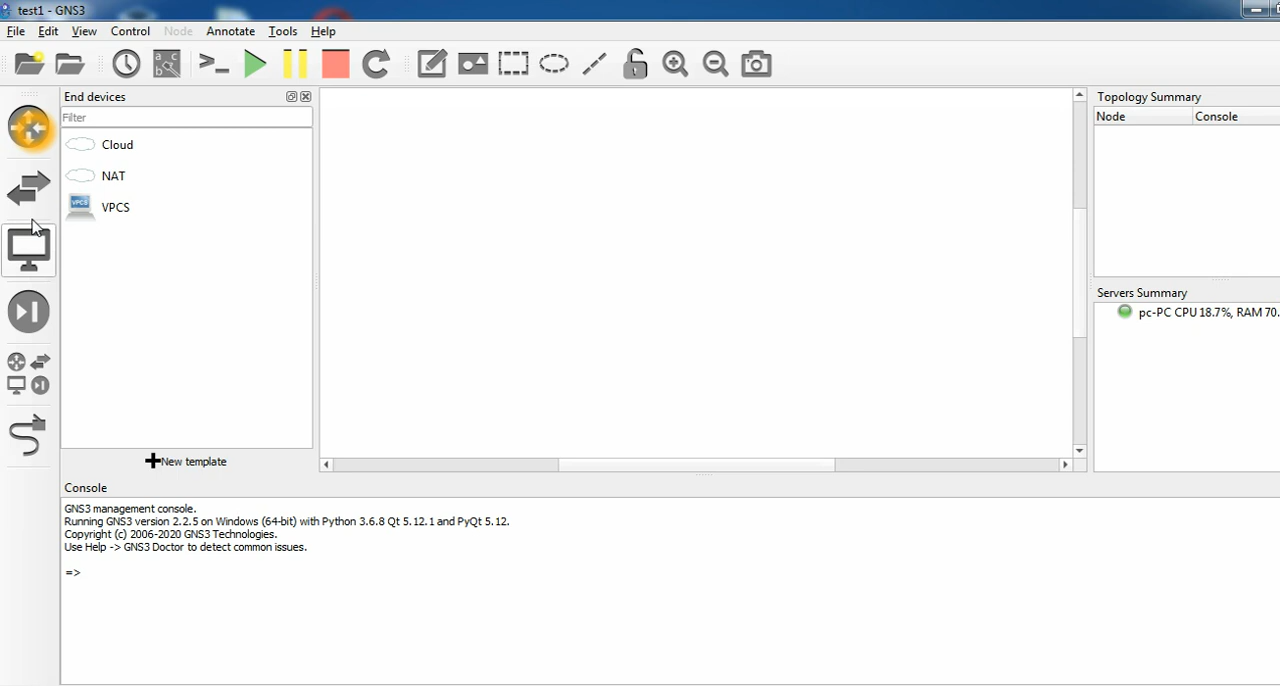 test1 - GNS3
File Edit View Control Node Annotate Tools Help
End devices
Filter
Cloud
NAT
VPCS
VPCS
New template
Topology Summary
Node Console
Servers Summary
pc-PC CPU 18.7%, RAM 70.
Console
GNS3 management console.
Running GNS3 version 2.2.5 on Windows (64-bit) with Python 3.6.8 Qt 5.12.1 and PyQt 5.12.
Copyright (c) 2006-2020 GNS3 Technologies.
Use Help -> GNS3 Doctor to detect common issues.
=>